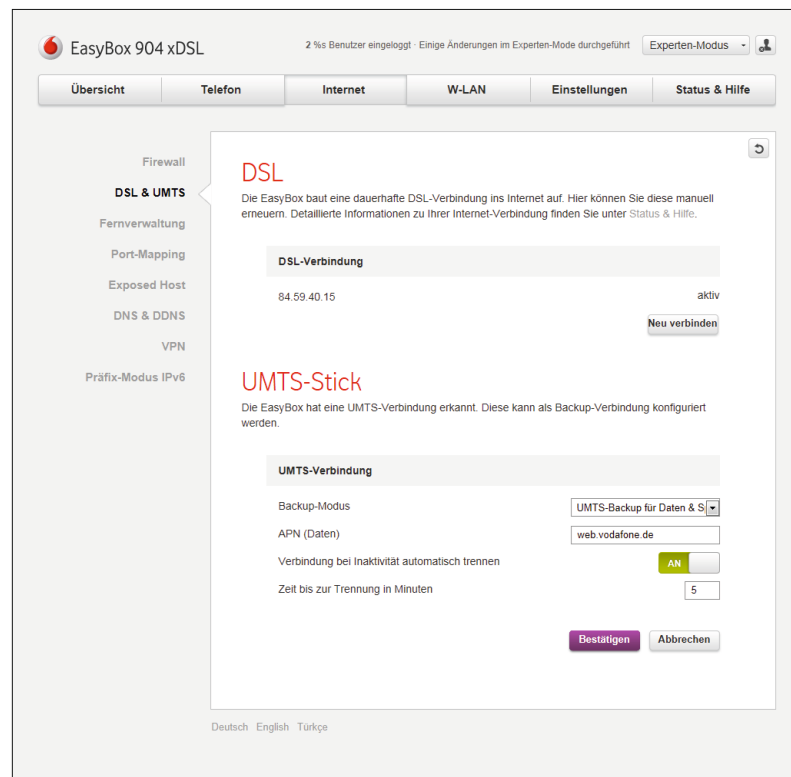 EasyBox 904 xDSL
2 %s Benutzer eingeloggt · Einige Änderungen im Experten-Mode durchgeführt
Experten-Modus
Übersicht Telefon Internet W-LAN Einstellungen Status & Hilfe
Firewall
DSL & UMTS
Fernverwaltung
Port-Mapping
Exposed Host
DNS & DDNS
VPN
Präfix-Modus IPv6
DSL
Die EasyBox baut eine dauerhafte DSL-Verbindung ins Internet auf. Hier können Sie diese manuell
erneuern. Detaillierte Informationen zu Ihrer Internet-Verbindung finden Sie unter Status & Hilfe.
DSL-Verbindung
84.59.40.15 aktiv
Neu verbinden
UMTS-Stick
Die EasyBox hat eine UMTS-Verbindung erkannt. Diese kann als Backup-Verbindung konfiguriert
werden.
UMTS-Verbindung
Backup-Modus UMTS-Backup für Daten & S
APN (Daten) web.vodafone.de
Verbindung bei Inaktivität automatisch trennen AN
Zeit bis zur Trennung in Minuten 5
Bestätigen Abbrechen
Deutsch English Türkçe